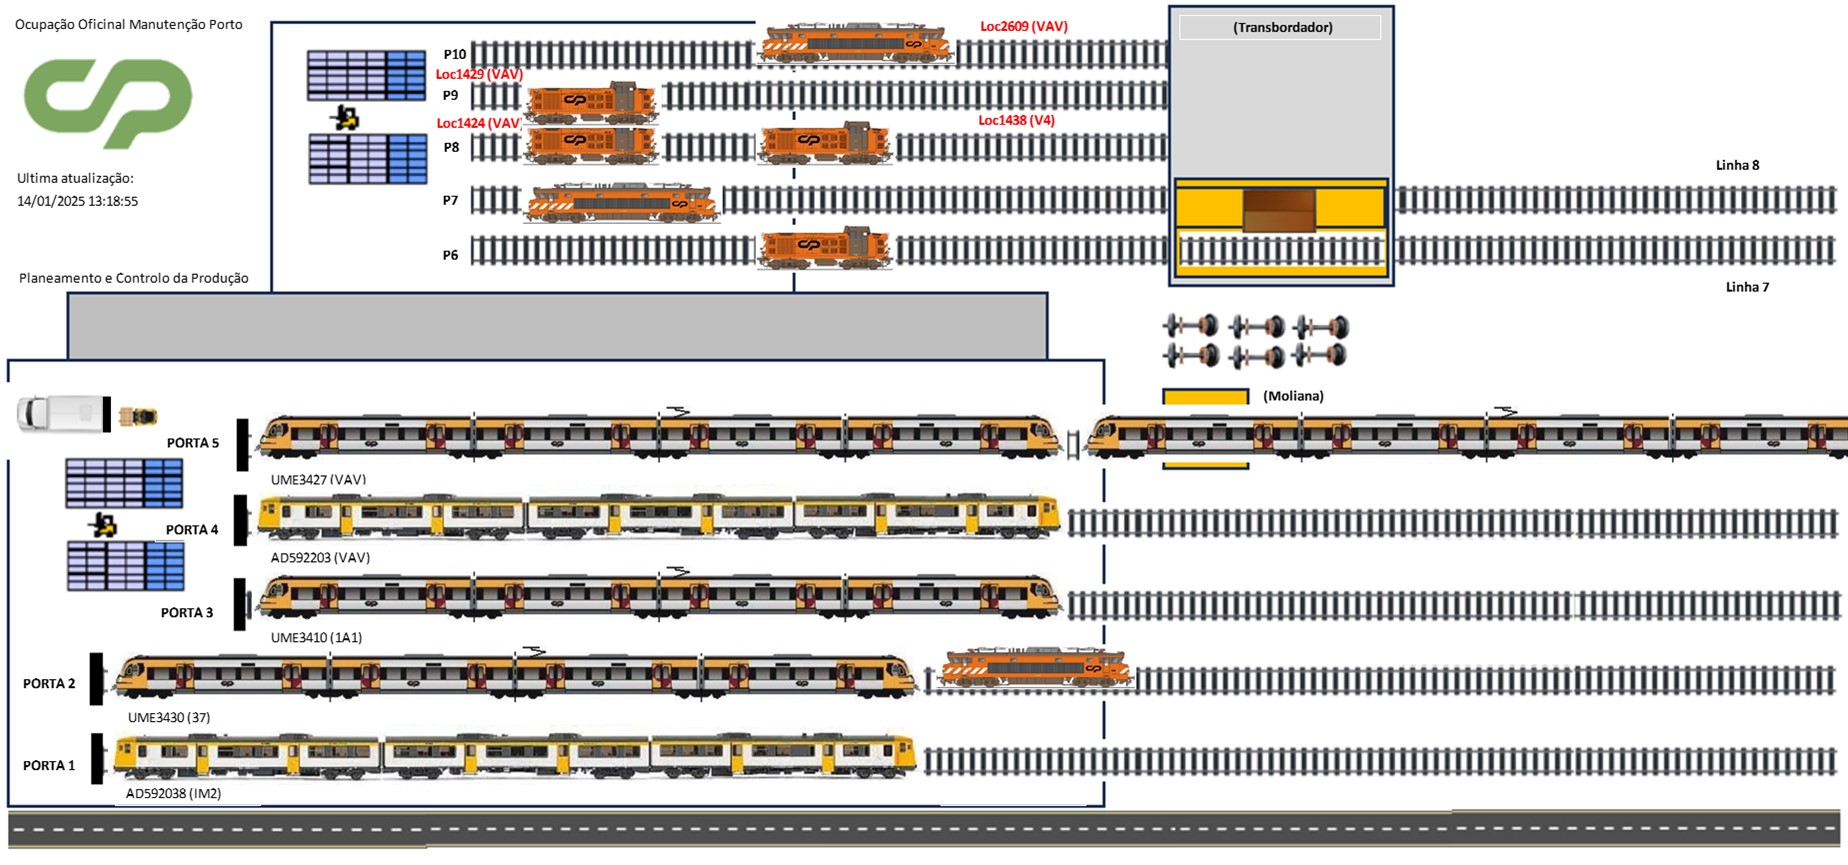 Ocupação Oficinal Manutenção Porto
Loc2609 (VAV)
(Transbordador)
P10
Loc1429 (VAV)
P9
Loc1424 (VAV)
Loc1438 (V4)
P8
Linha 8
Ultima atualização:
14/01/2025 13:18:55
P7
P6
Planeamento e Controlo da Produção
Linha 7
(Moliana)
PORTA 5
UME3427 (VAV)
PORTA 4
AD592203 (VAV)
PORTA 3
UME3410 (1A1)
PORTA 2
UME3430 (37)
PORTA 1
AD592038 (IM2)